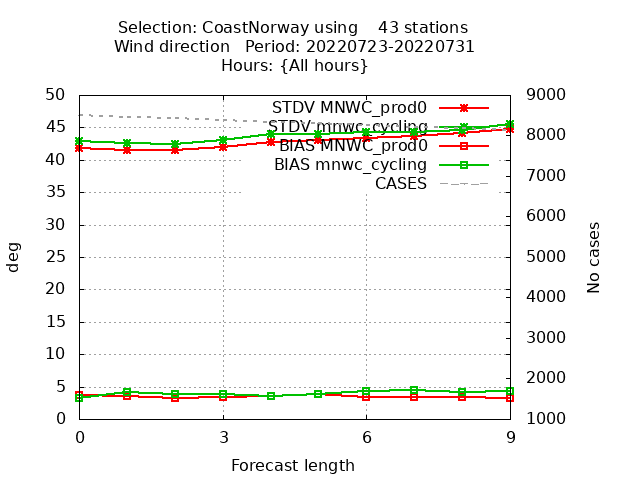 Selection: CoastNorway using    43 stations
Wind direction   Period: 20220723-20220731
Hours: {All hours}
50
45
40
35
30
25
20
15
10
5
0
deg
9000
8000
7000
6000
5000
4000
3000
2000
1000
No cases
STDV MNWC_prod0
STDV mnwc_cycling
BIAS MNWC_prod0
BIAS mnwc_cycling
CASES
0
3
6
9
Forecast length